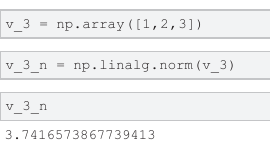 v_3 = np.array([1,2,3])
v_3_n = np.linalg.norm(v_3)
v_3_n
3.7416573867739413